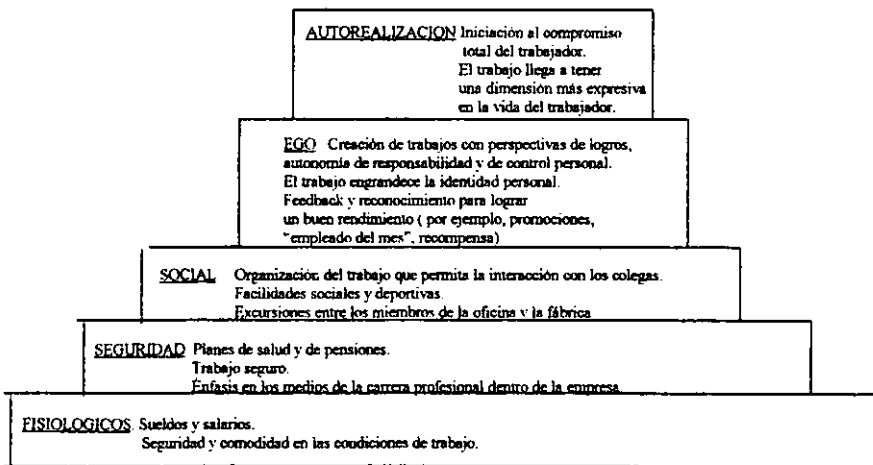 AUTOREALIZACION Iniciación al compromiso
total del trabajador.
El trabajo llega a tener
una dimensión más expresiva
en la vida del trabajador.
EGO Creación de trabajos con perspectivas de logros,
autonomía de responsabilidad y de control personal.
El trabajo engrandece la identidad personal.
Feedback y reconocimiento para lograr
un buen rendimiento ( por ejemplo, promociones,
"empleado del mes", recompensa)
SOCIAL Organización del trabajo que permita la interacción con los colegas.
Facilidades sociales y deportivas.
Excursiones entre los miembros de la oficina y la fábrica
SEGURIDAD Planes de salud y de pensiones.
Trabajo seguro.
Énfasis en los medios de la carrera profesional dentro de la empresa
FISIOLOGICOS. Sueldos y salarios.
Seguridad y comodidad en las condiciones de trabajo.